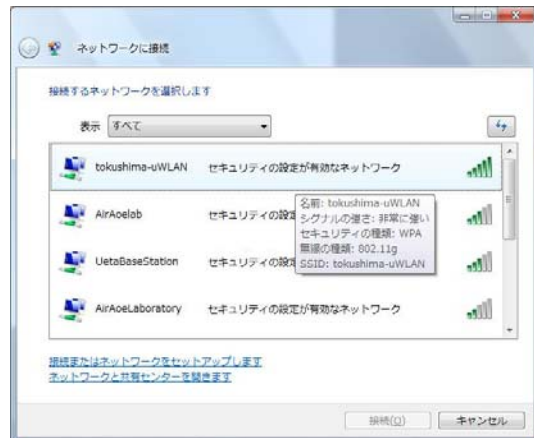 ネットワークに接続
接続するネットワークを選択します
表示 すべて
tokushima-uWLAN セキュリティの設定が有効なネットワーク
AirAoelab セキュリティの設定
UetaBaseStation セキュリティの設定
AirAoeLaboratory セキュリティの設定が有効なネットワーク
名前: tokushima-uWLAN
シグナルの強さ: 非常に強い
セキュリティの種類: WPA
無線の種類: 802.11g
SSID: tokushima-uWLAN
接続またはネットワークをセットアップします
ネットワークと共有センターを開きます
接続(O) キャンセル